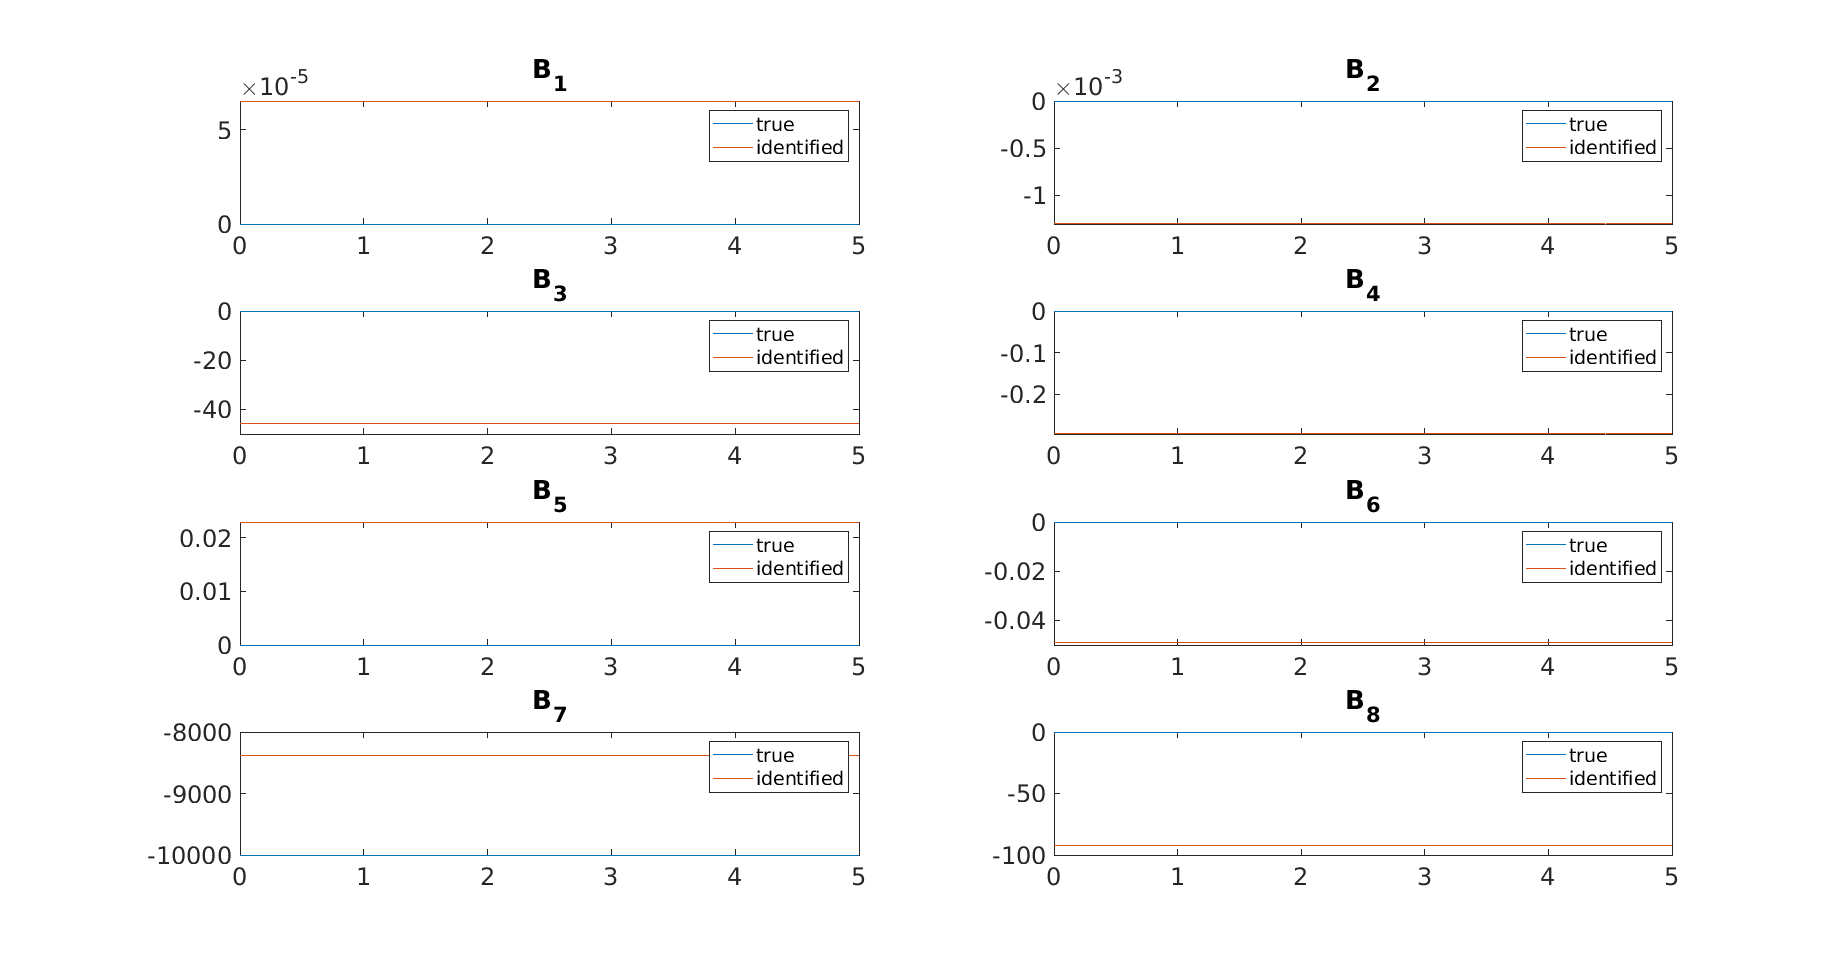 B1
×10-5
5
0
0 1 2 3 4 5
true
identified
B2
×10-3
0
-0.5
-1
0 1 2 3 4 5
true
identified
B3
0
-20
-40
0 1 2 3 4 5
true
identified
B4
0
-0.1
-0.2
0 1 2 3 4 5
true
identified
B5
0.02
0.01
0
0 1 2 3 4 5
true
identified
B6
0
-0.02
-0.04
0 1 2 3 4 5
true
identified
B7
-8000
-9000
-10000
0 1 2 3 4 5
true
identified
B8
0
-50
-100
0 1 2 3 4 5
true
identified